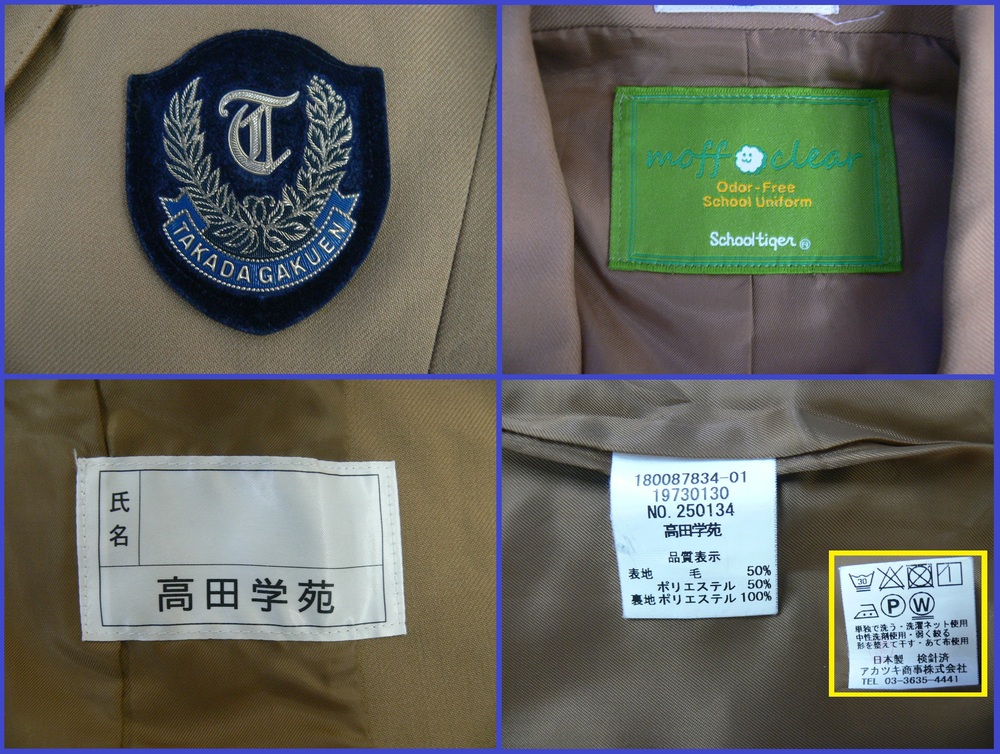 T
TAKADA GAKUEN
moff clear
Odor-Free
School Uniform
Schooltiger
氏名
高田学苑
180087834-01
19730130
NO. 250134
高田学苑
品質表示
表地 毛 50%
ポリエステル 50%
裏地 ポリエステル 100%
30
P W
単独で洗う・洗濯ネット使用
中性洗剤使用・弱く絞る
形を整えて干す・あて布使用
日本製 検針済
アカツキ商事株式会社
TEL 03-3635-4441